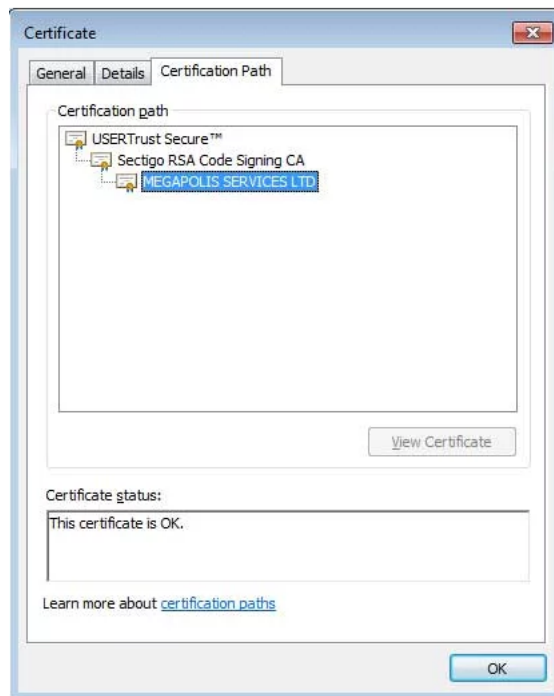 Certificate
General Details Certification Path
Certification path
USERTrust Secure™
Sectigo RSA Code Signing CA
MEGAPOLIS SERVICES LTD
View Certificate
Certificate status:
This certificate is OK.
Learn more about certification paths
OK